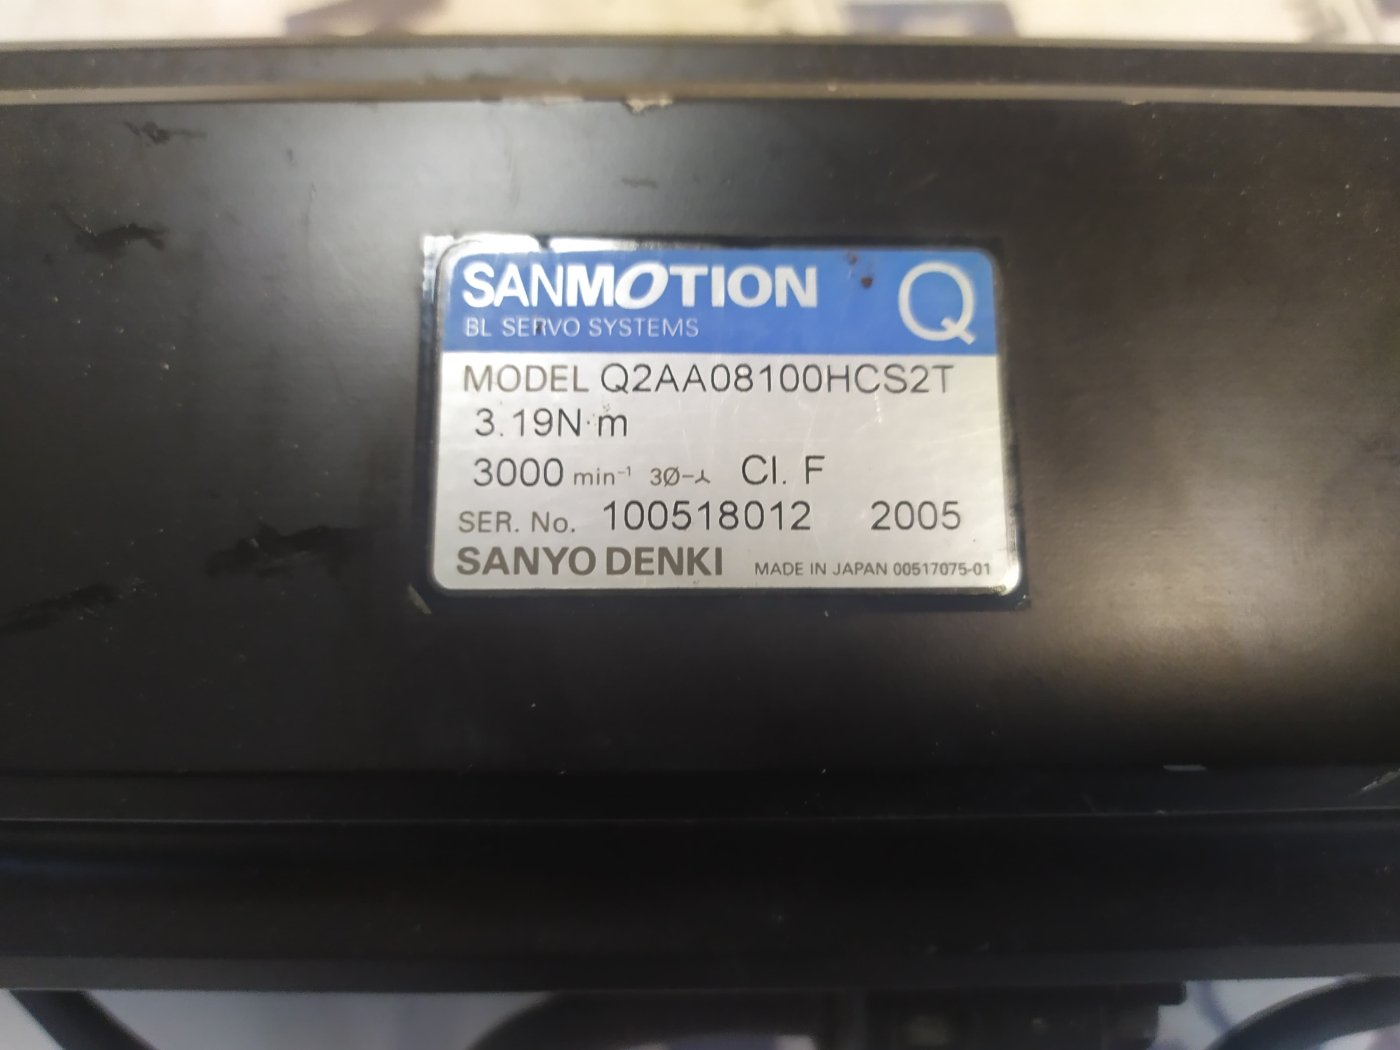 SANMOTION Q
BL SERVO SYSTEMS
MODEL Q2AA08100HCS2T
3.19N·m
3000 min⁻¹ 3Ø-⅄ Cl. F
SER. No. 100518012 2005
SANYO DENKI MADE IN JAPAN 00517075-01